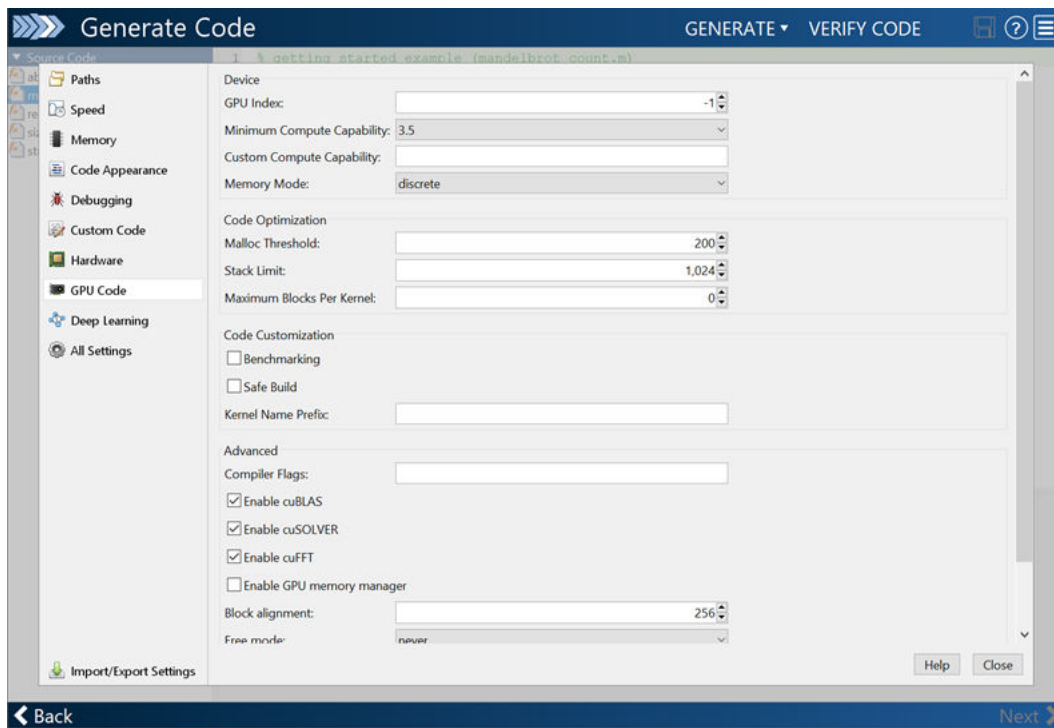 Generate Code
GENERATE VERIFY CODE
Source Code
1 % getting started example (mandelbrot_count.m)
ab
m
re
siz
st
Paths
Speed
Memory
Code Appearance
Debugging
Custom Code
Hardware
GPU Code
Deep Learning
All Settings
Import/Export Settings
Device
GPU Index: -1
Minimum Compute Capability: 3.5
Custom Compute Capability:
Memory Mode: discrete
Code Optimization
Malloc Threshold: 200
Stack Limit: 1,024
Maximum Blocks Per Kernel: 0
Code Customization
Benchmarking
Safe Build
Kernel Name Prefix:
Advanced
Compiler Flags:
Enable cuBLAS
Enable cuSOLVER
Enable cuFFT
Enable GPU memory manager
Block alignment: 256
Free mode: never
Help Close
Back Next